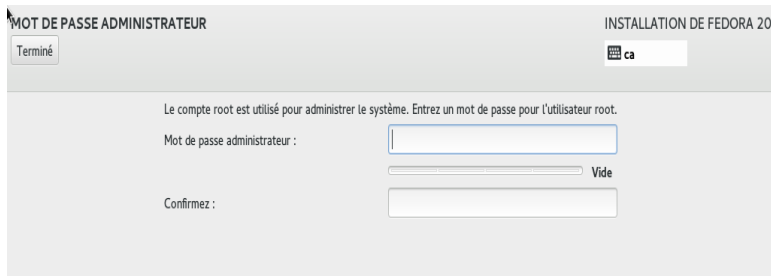 MOT DE PASSE ADMINISTRATEUR
INSTALLATION DE FEDORA 20
Terminé
ca
Le compte root est utilisé pour administrer le système. Entrez un mot de passe pour l'utilisateur root.
Mot de passe administrateur :
Vide
Confirmez :